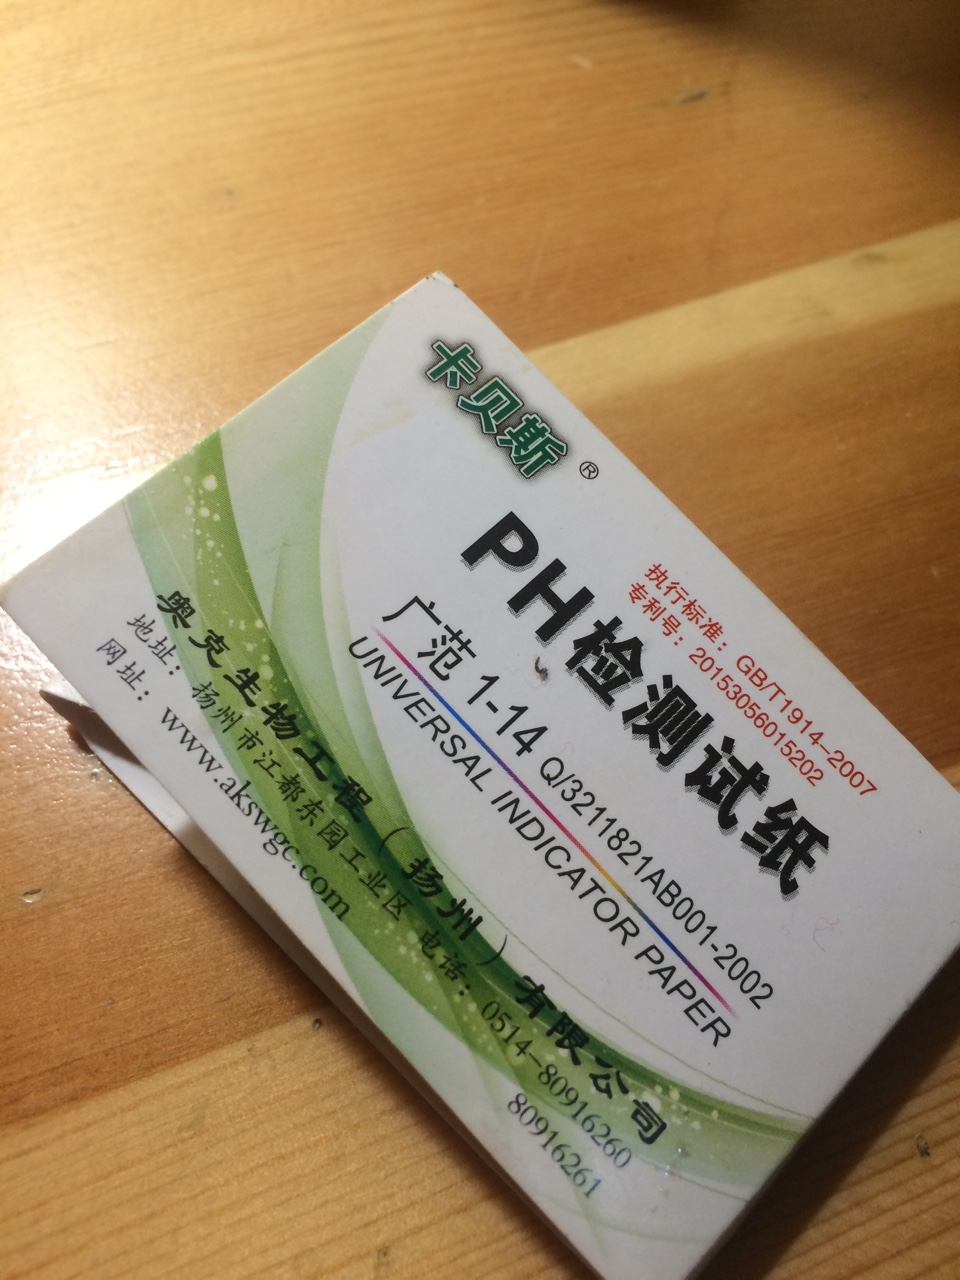 卡贝斯®
执行标准：GB/T1914-2007
专利号：201530560152​02
PH检测试纸
广范 1-14 Q/3211821AB001-2002
UNIVERSAL INDICATOR PAPER
奥克生物工程（扬州）有限公司
地址：扬州市江都东园工业区 电话：0514-80916260
网址：www.akswgc.com 80916261